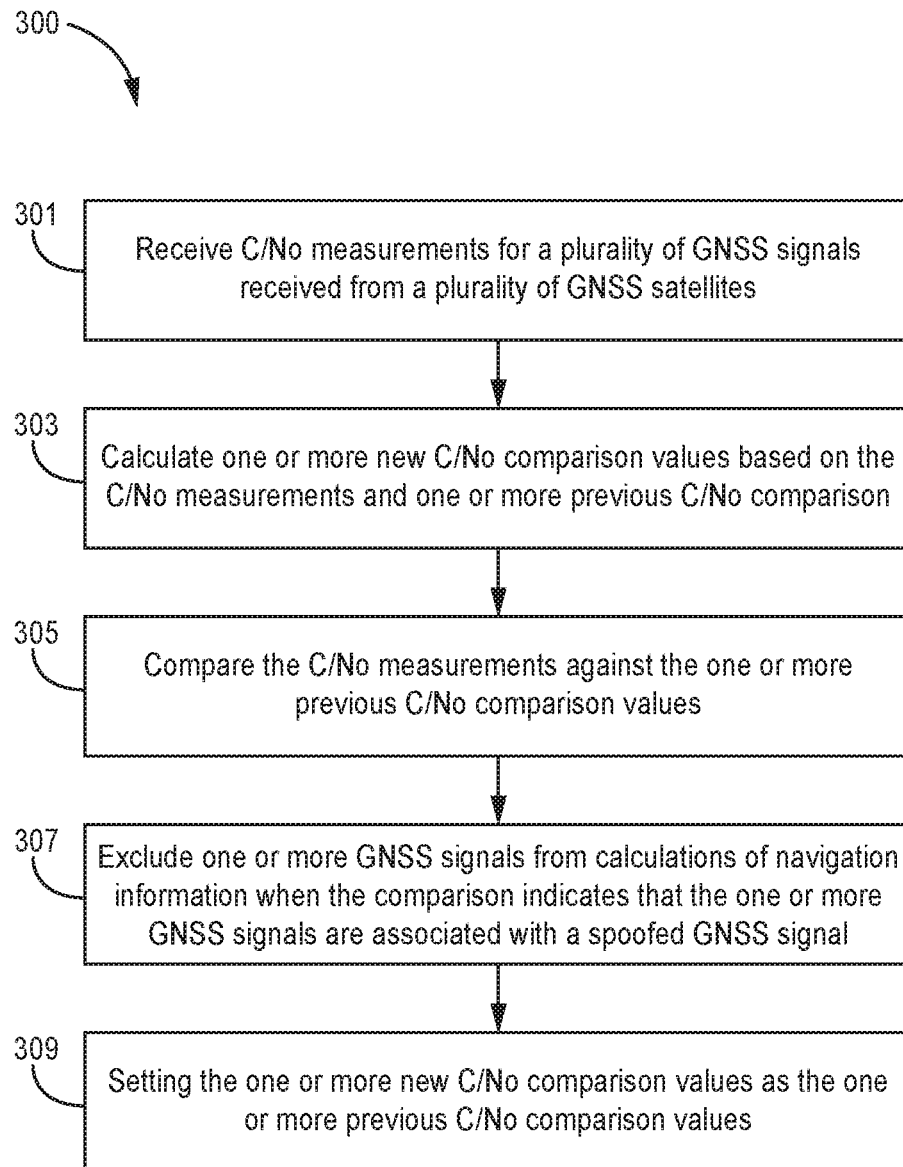 300
301
Receive C/No measurements for a plurality of GNSS signals
received from a plurality of GNSS satellites
303
Calculate one or more new C/No comparison values based on the
C/No measurements and one or more previous C/No comparison
305
Compare the C/No measurements against the one or more
previous C/No comparison values
307
Exclude one or more GNSS signals from calculations of navigation
information when the comparison indicates that the one or more
GNSS signals are associated with a spoofed GNSS signal
309
Setting the one or more new C/No comparison values as the one
or more previous C/No comparison values